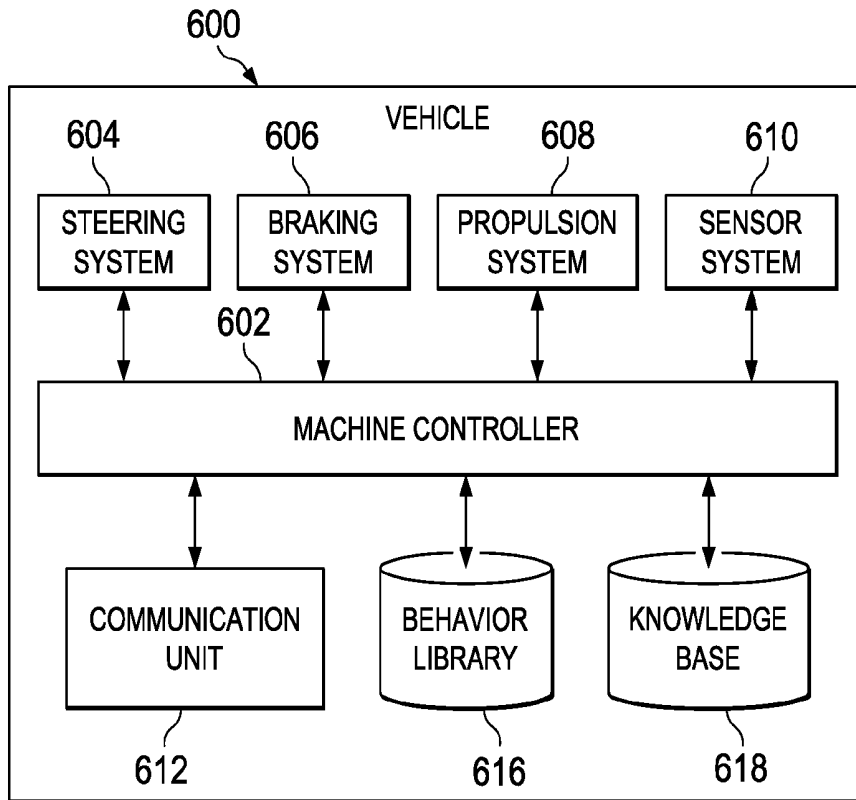 600
VEHICLE
604
606
608
610
STEERING
SYSTEM
BRAKING
SYSTEM
PROPULSION
SYSTEM
SENSOR
SYSTEM
602
MACHINE CONTROLLER
COMMUNICATION
UNIT
BEHAVIOR
LIBRARY
KNOWLEDGE
BASE
612
616
618